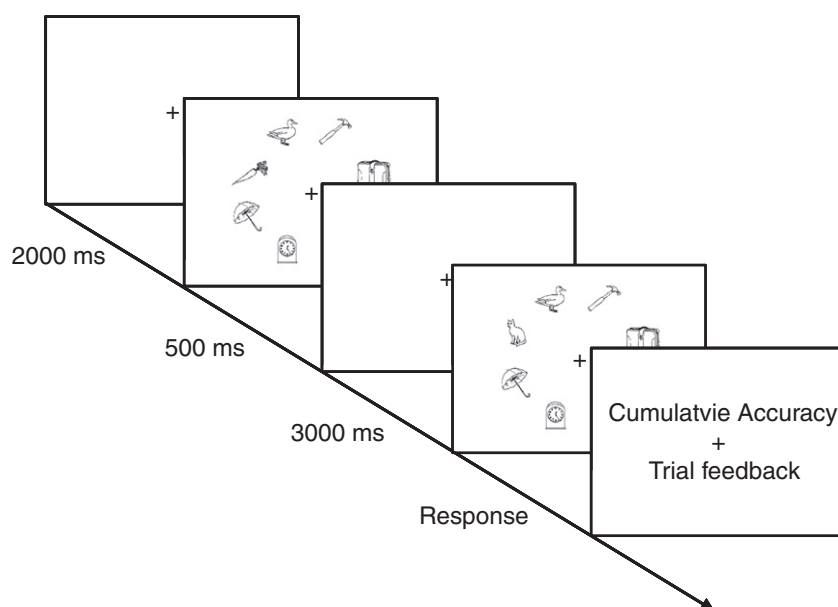 +
+
+
2000 ms
+
500 ms
Cumulatvie Accuracy
+
Trial feedback
3000 ms
Response